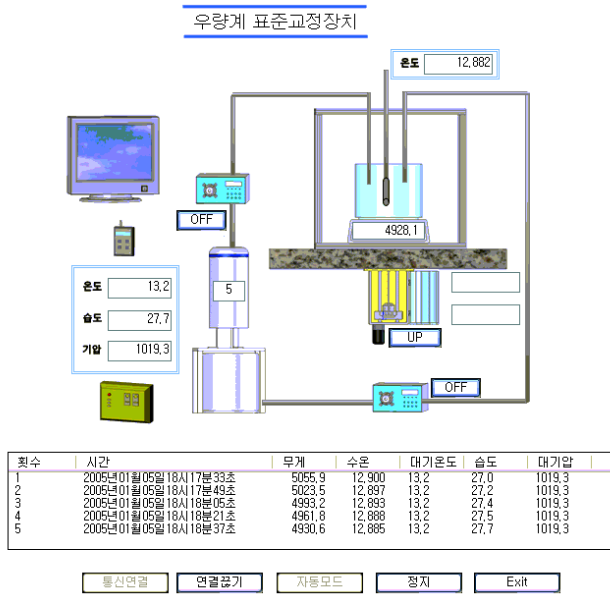 우량계 표준교정장치
온도 12,882
OFF
4928,1
온도 13,2
5
습도 27,7
UP
기압 1019,3
OFF
횟수 시간 무게 수온 대기온도 습도 대기압
1 2005년01월05일18시17분33초 5055,9 12,900 13,2 27,0 1019,3
2 2005년01월05일18시17분49초 5023,5 12,897 13,2 27,2 1019,3
3 2005년01월05일18시18분05초 4993,2 12,893 13,2 27,4 1019,3
4 2005년01월05일18시18분21초 4961,8 12,888 13,2 27,5 1019,3
5 2005년01월05일18시18분37초 4930,6 12,885 13,2 27,7 1019,3
통신연결 연결끊기 자동모드 정지 Exit